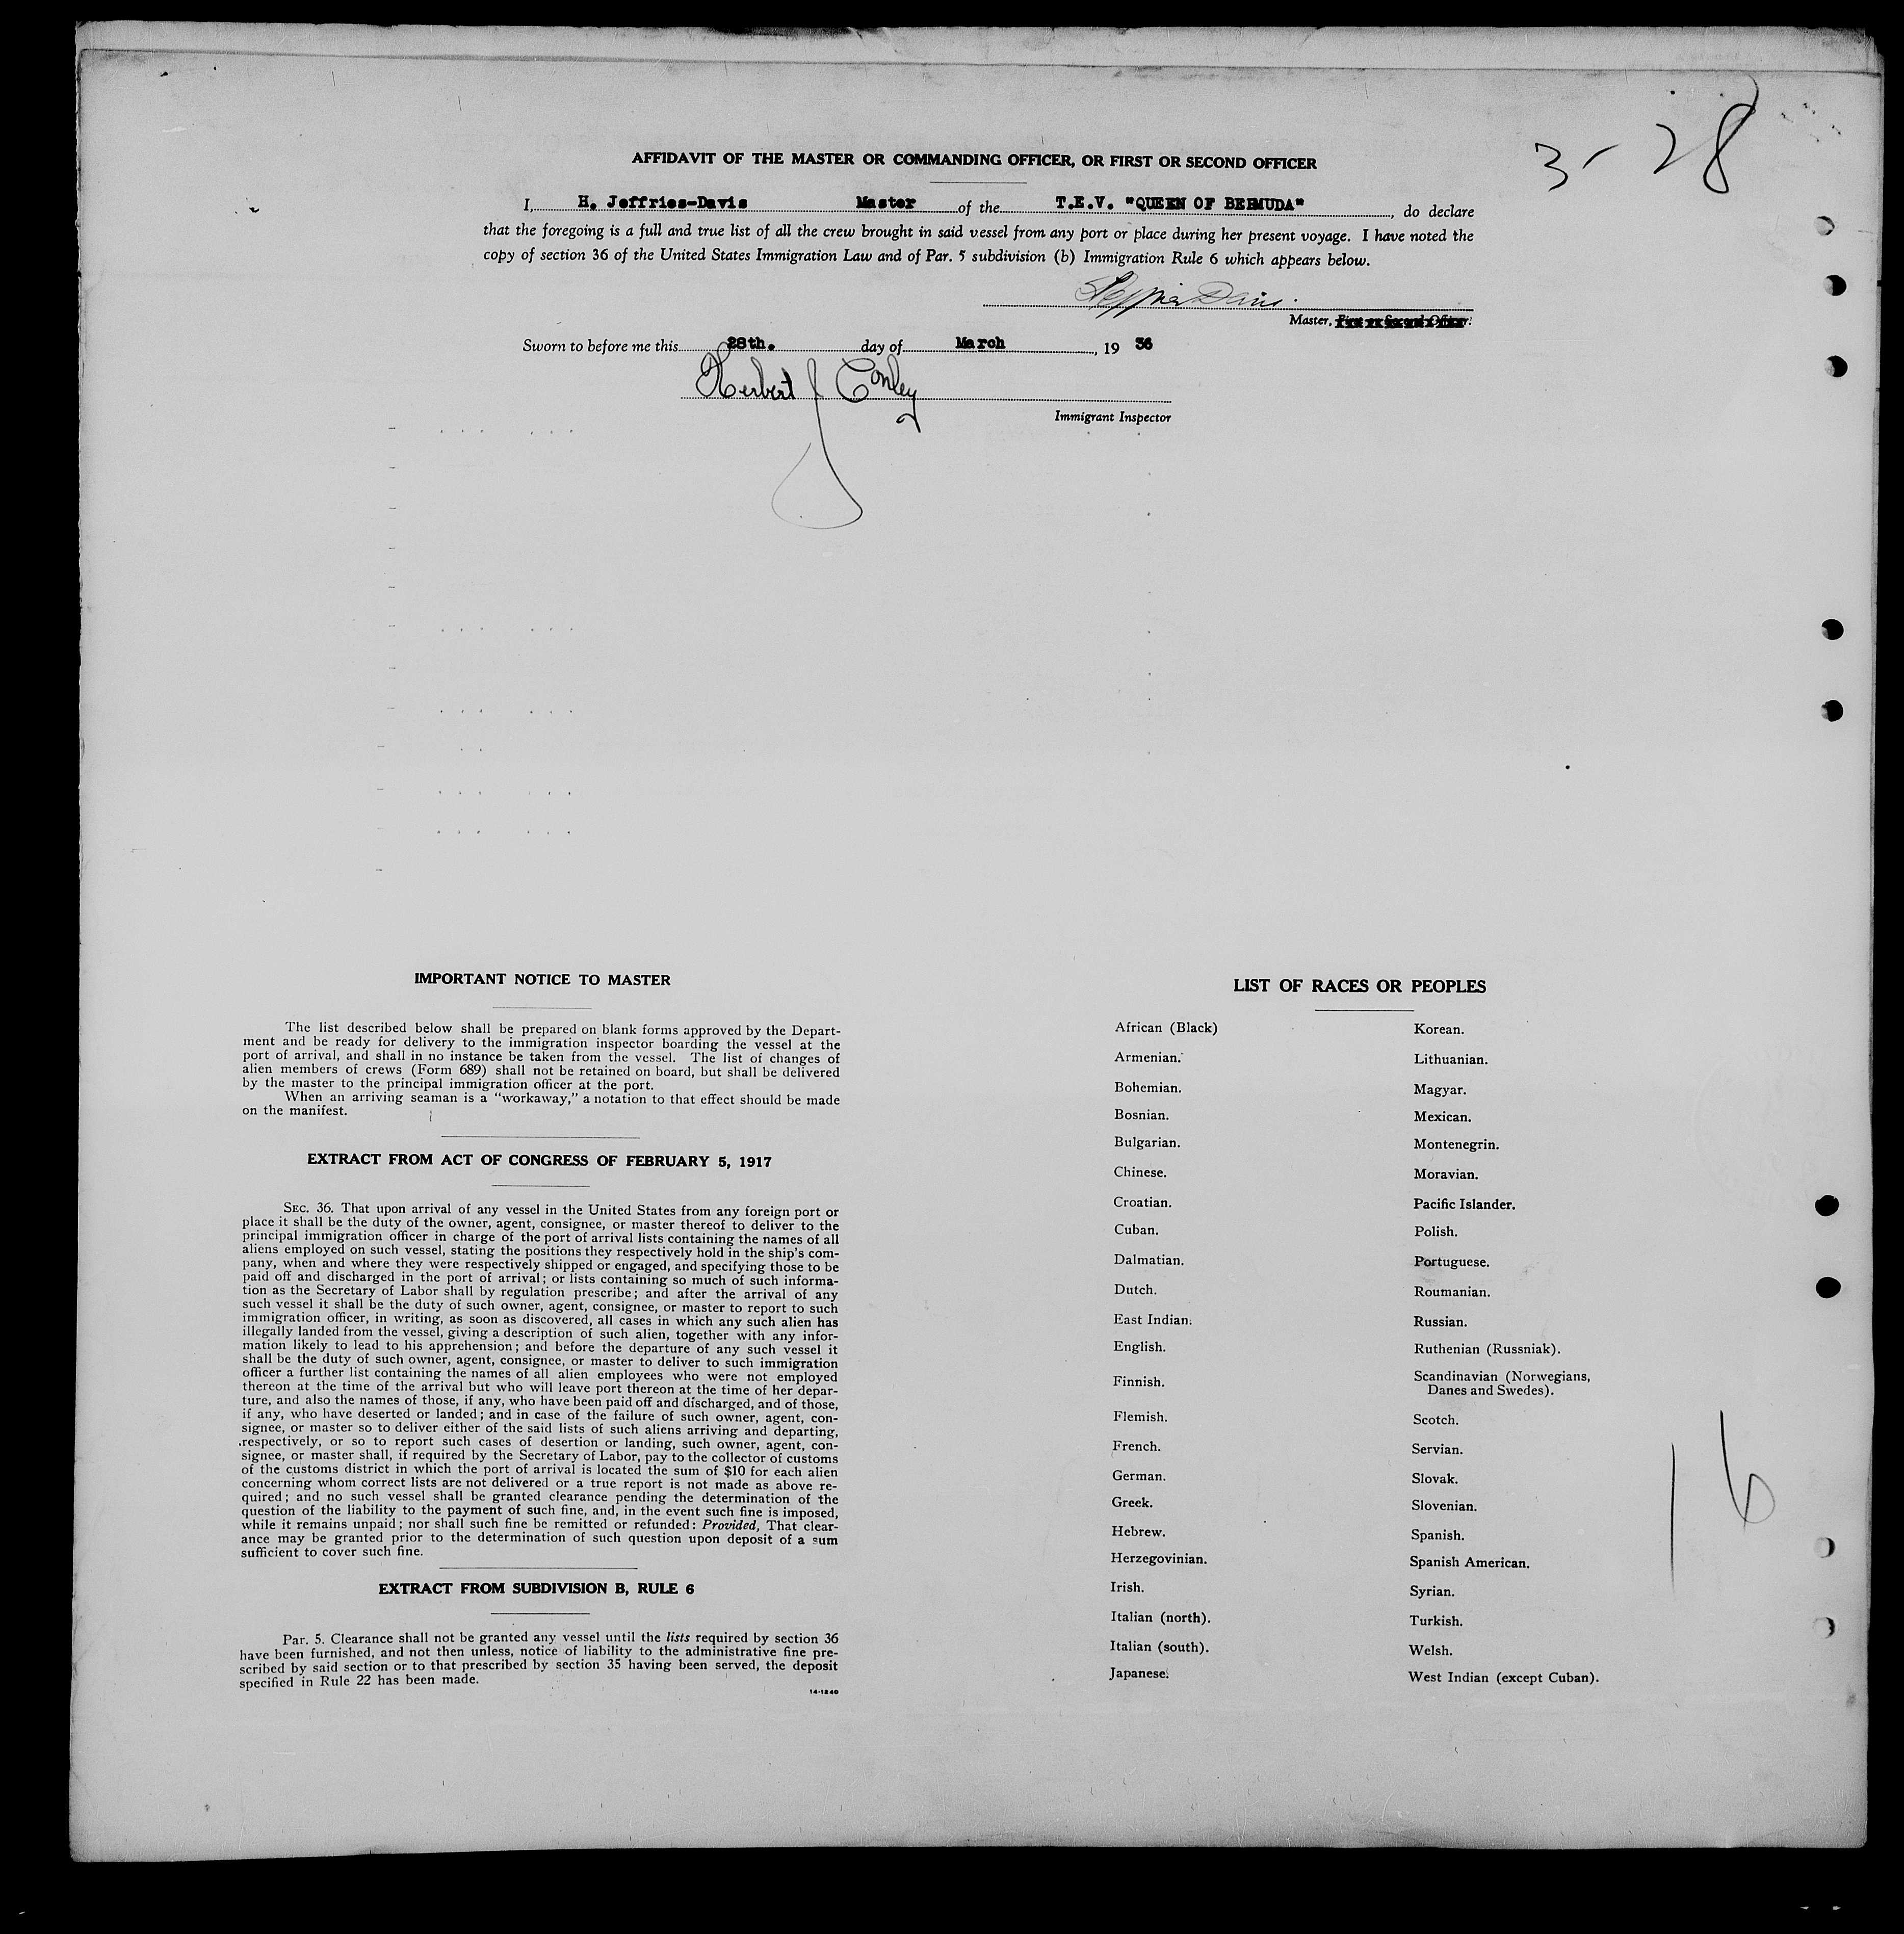 3-28
AFFIDAVIT OF THE MASTER OR COMMANDING OFFICER, OR FIRST OR SECOND OFFICER
I, H. Jeffries-Davis Master of the T.E.V. "QUEEN OF BERMUDA", do declare
that the foregoing is a full and true list of all the crew brought in said vessel from any port or place during her present voyage. I have noted the
copy of section 36 of the United States Immigration Law and of Par. 5 subdivision (b) Immigration Rule 6 which appears below.
Jeffries Davis.
Master, First or Second Officer.
Sworn to before me this 28th. day of March, 19 36
Herbert J Conley
Immigrant Inspector
IMPORTANT NOTICE TO MASTER
The list described below shall be prepared on blank forms approved by the Depart-
ment and be ready for delivery to the immigration inspector boarding the vessel at the
port of arrival, and shall in no instance be taken from the vessel. The list of changes of
alien members of crews (Form 689) shall not be retained on board, but shall be delivered
by the master to the principal immigration officer at the port.
When an arriving seaman is a "workaway," a notation to that effect should be made
on the manifest.
EXTRACT FROM ACT OF CONGRESS OF FEBRUARY 5, 1917
SEC. 36. That upon arrival of any vessel in the United States from any foreign port or
place it shall be the duty of the owner, agent, consignee, or master thereof to deliver to the
principal immigration officer in charge of the port of arrival lists containing the names of all
aliens employed on such vessel, stating the positions they respectively hold in the ship's com-
pany, when and where they were respectively shipped or engaged, and specifying those to be
paid off and discharged in the port of arrival; or lists containing so much of such informa-
tion as the Secretary of Labor shall by regulation prescribe; and after the arrival of any
such vessel it shall be the duty of such owner, agent, consignee, or master to report to such
immigration officer, in writing, as soon as discovered, all cases in which any such alien has
illegally landed from the vessel, giving a description of such alien, together with any infor-
mation likely to lead to his apprehension; and before the departure of any such vessel it
shall be the duty of such owner, agent, consignee, or master to deliver to such immigration
officer a further list containing the names of all alien employees who were not employed
thereon at the time of the arrival but who will leave port thereon at the time of her depar-
ture, and also the names of those, if any, who have been paid off and discharged, and of those,
if any, who have deserted or landed; and in case of the failure of such owner, agent, con-
signee, or master so to deliver either of the said lists of such aliens arriving and departing,
respectively, or so to report such cases of desertion or landing, such owner, agent, con-
signee, or master shall, if required by the Secretary of Labor, pay to the collector of customs
of the customs district in which the port of arrival is located the sum of $10 for each alien
concerning whom correct lists are not delivered or a true report is not made as above re-
quired; and no such vessel shall be granted clearance pending the determination of the
question of the liability to the payment of such fine, and, in the event such fine is imposed,
while it remains unpaid; nor shall such fine be remitted or refunded: Provided, That clear-
ance may be granted prior to the determination of such question upon deposit of a sum
sufficient to cover such fine.
EXTRACT FROM SUBDIVISION B, RULE 6
Par. 5. Clearance shall not be granted any vessel until the lists required by section 36
have been furnished, and not then unless, notice of liability to the administrative fine pre-
scribed by said section or to that prescribed by section 35 having been served, the deposit
specified in Rule 22 has been made.
14-1240
LIST OF RACES OR PEOPLES
African (Black)
Armenian.
Bohemian.
Bosnian.
Bulgarian.
Chinese.
Croatian.
Cuban.
Dalmatian.
Dutch.
East Indian.
English.
Finnish.
Flemish.
French.
German.
Greek.
Hebrew.
Herzegovinian.
Irish.
Italian (north).
Italian (south).
Japanese.
Korean.
Lithuanian.
Magyar.
Mexican.
Montenegrin.
Moravian.
Pacific Islander.
Polish.
Portuguese.
Roumanian.
Russian.
Ruthenian (Russniak).
Scandinavian (Norwegians,
Danes and Swedes).
Scotch.
Servian.
Slovak.
Slovenian.
Spanish.
Spanish American.
Syrian.
Turkish.
Welsh.
West Indian (except Cuban).
16